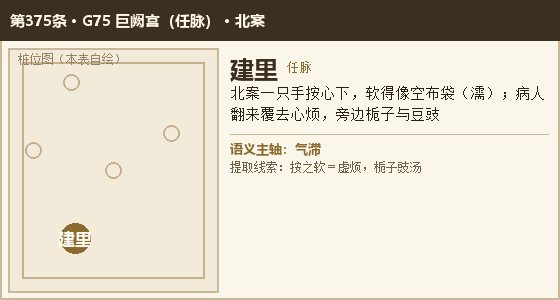 第375条·G75 巨阙宫（任脉）·北案
桩位图（本表自绘）
建里
建里 任脉
北案一只手按心下，软得像空布袋（濡）；病人
翻来覆去心烦，旁边栀子与豆豉
语义主轴：气滞
提取线索：按之软＝虚烦，栀子豉汤